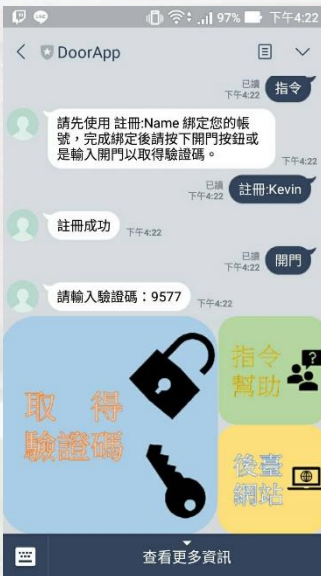 97% 下午4:22
DoorApp
已讀
下午4:22
指令
請先使用 註冊:Name 綁定您的帳
號，完成綁定後請按下開門按鈕或
是輸入開門以取得驗證碼。
下午4:22
已讀
下午4:22
註冊:Kevin
註冊成功
下午4:22
已讀
下午4:22
開門
請輸入驗證碼：9577
下午4:22
取得
驗證碼
指令
幫助
?
後臺
網站
查看更多資訊